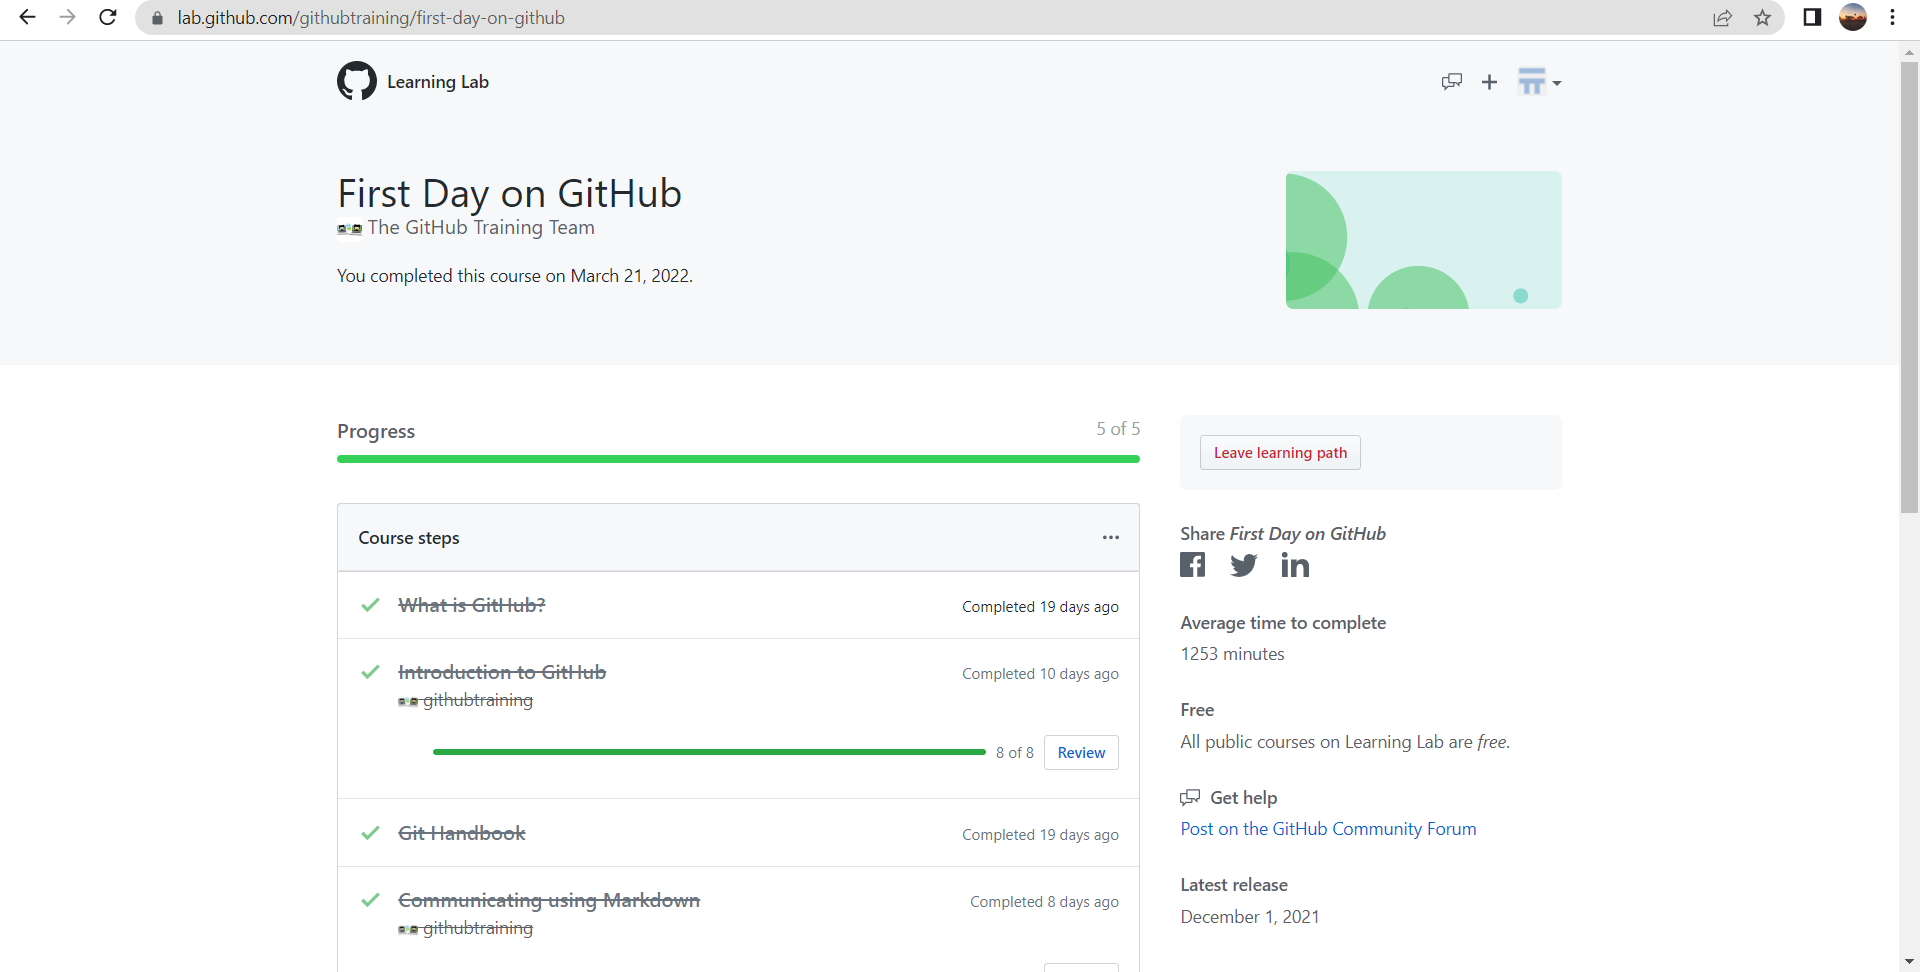 lab.github.com/githubtraining/first-day-on-github
Learning Lab
First Day on GitHub
The GitHub Training Team
You completed this course on March 21, 2022.
Progress
5 of 5
Course steps
What is GitHub?
Completed 19 days ago
Introduction to GitHub
Completed 10 days ago
githubtraining
8 of 8
Review
Git Handbook
Completed 19 days ago
Communicating using Markdown
Completed 8 days ago
githubtraining
Leave learning path
Share First Day on GitHub
Average time to complete
1253 minutes
Free
All public courses on Learning Lab are free.
Get help
Post on the GitHub Community Forum
Latest release
December 1, 2021